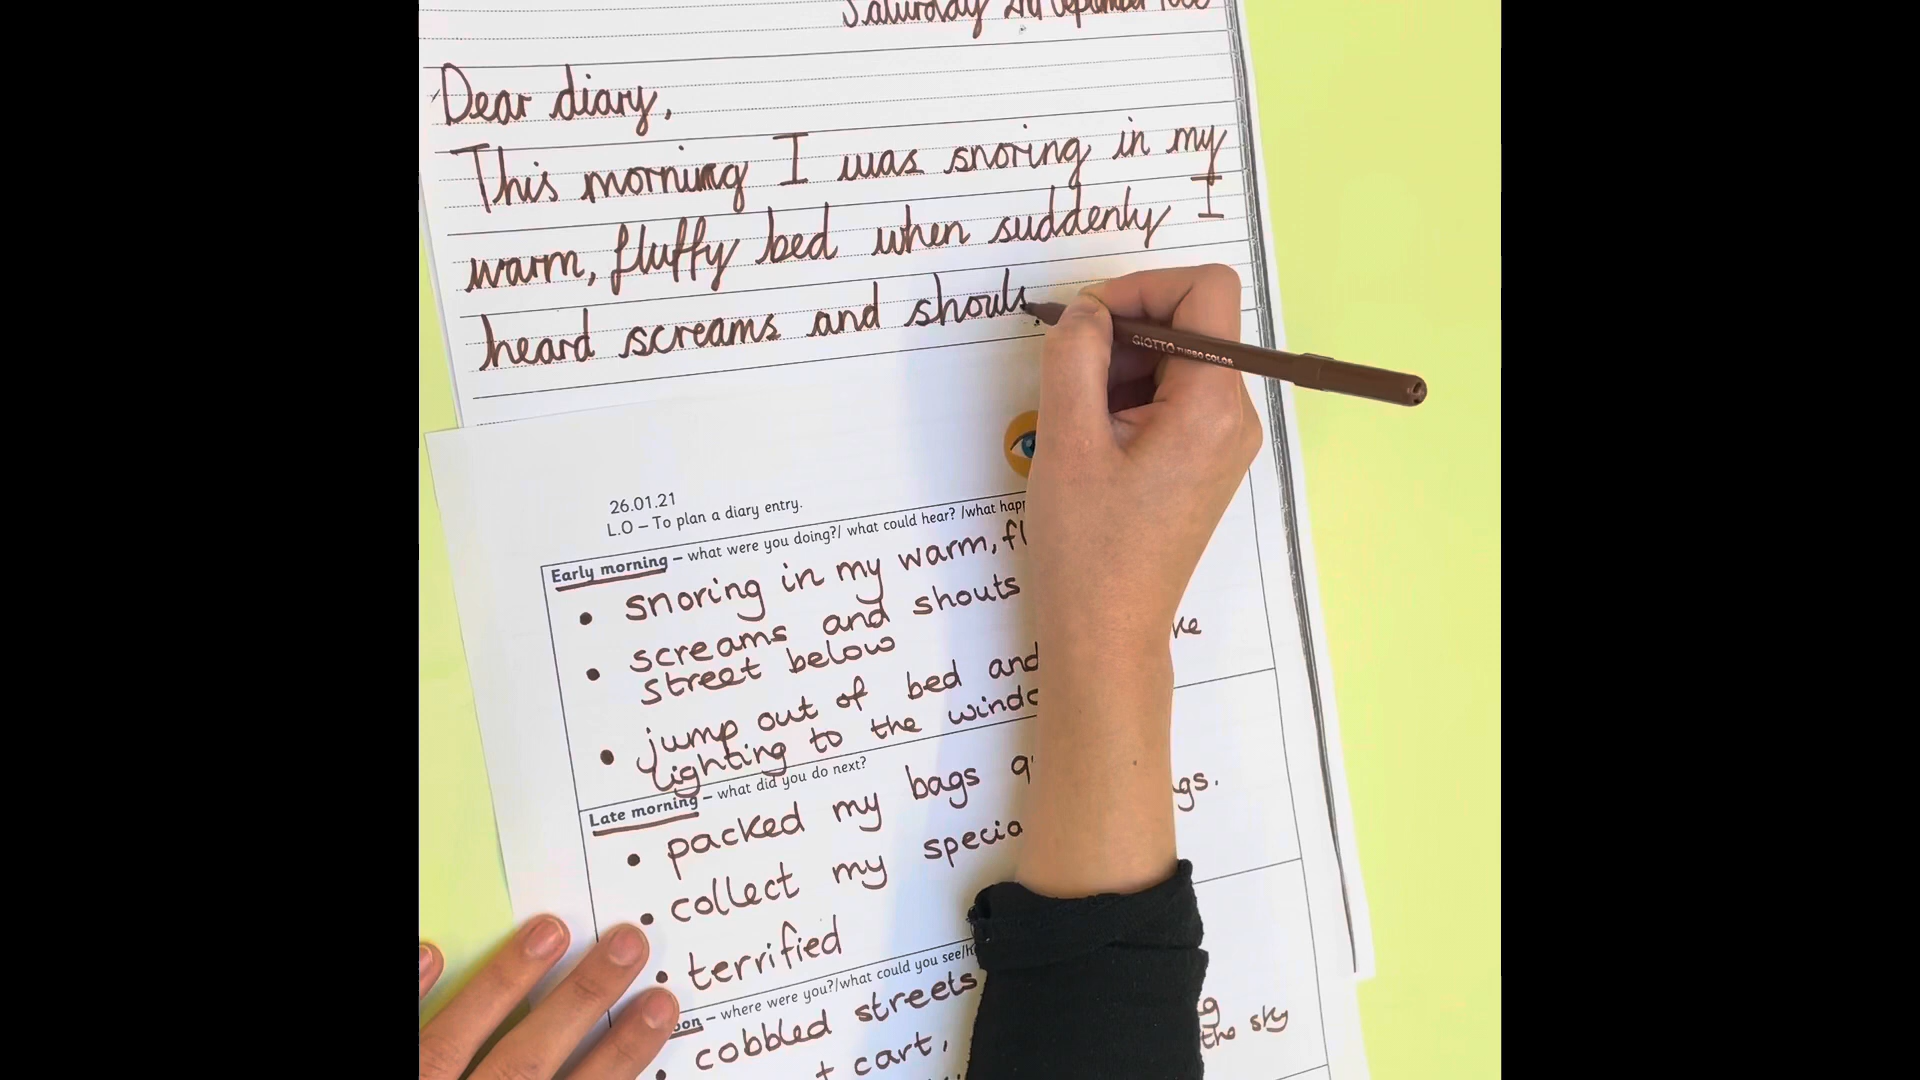 Saturday 2nd September 1666
Dear diary,
This morning I was snoring in my
warm, fluffy bed when suddenly I
heard screams and shouts
GIOTTO TURBO COLOR
26.01.21
L.O – To plan a diary entry.
Early morning – what were you doing?/ what could hear? /what
• snoring in my warm,
• screams and shouts
street below
• jump out of bed and
lighting to the
Late morning – what did you do next?
• packed my bags
• collect my
• terrified
– where were you?/what could you see/
• cobbled streets
cart,
the sky